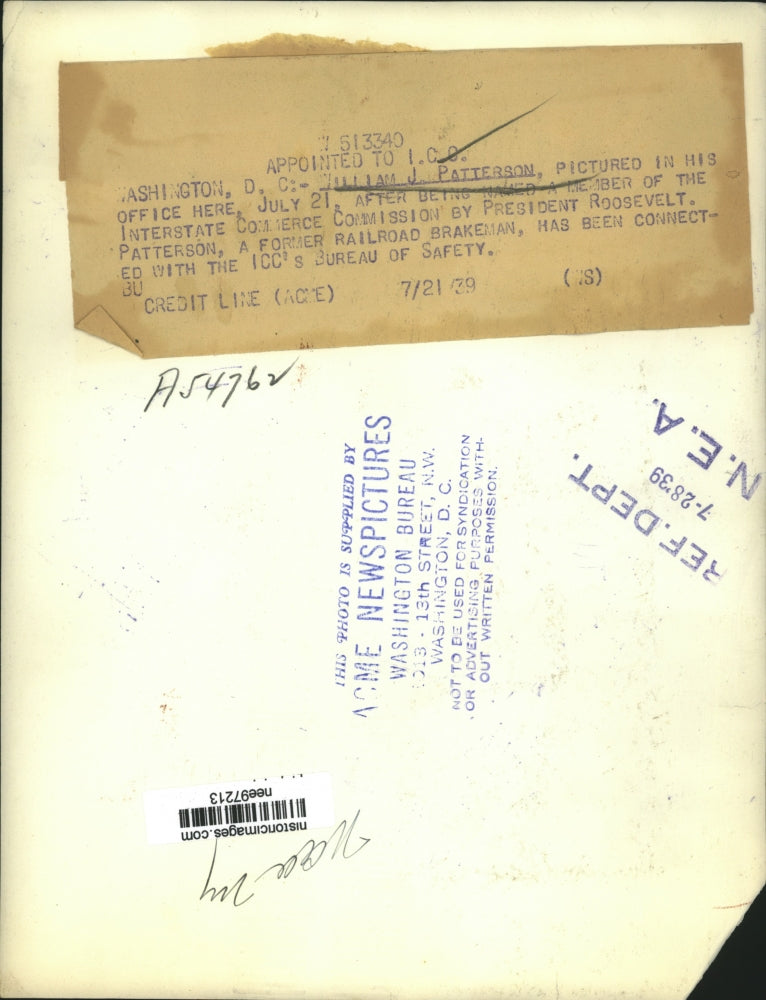 W 513340
APPOINTED TO I.C.C.
WASHINGTON, D. C:- WILLIAM J. PATTERSON, PICTURED IN HIS
OFFICE HERE, JULY 21, AFTER BEING NAMED A MEMBER OF THE
INTERSTATE COMMERCE COMMISSION BY PRESIDENT ROOSEVELT.
PATTERSON, A FORMER RAILROAD BRAKEMAN, HAS BEEN CONNECT-
ED WITH THE ICC'S BUREAU OF SAFETY.
BU
CREDIT LINE (ACME) 7/21/39 (WS)
A54762
THIS PHOTO IS SUPPLIED BY
ACME NEWSPICTURES
WASHINGTON BUREAU
1013 - 13th STREET, N.W.
WASHINGTON, D. C.
NOT TO BE USED FOR SYNDICATION
OR ADVERTISING PURPOSES WITH-
OUT WRITTEN PERMISSION.
REF. DEPT.
7-28-39
N.E.A.
historicimages.com
nee97213